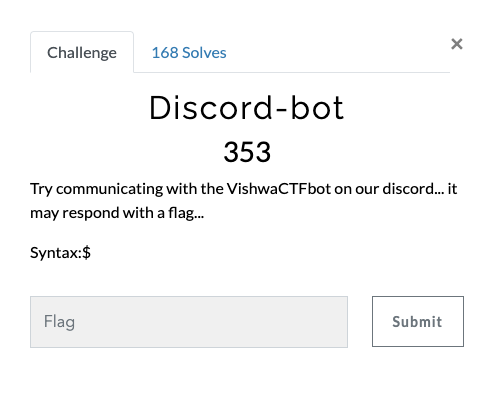 Challenge
168 Solves
×
Discord-bot
353
Try communicating with the VishwaCTFbot on our discord... it
may respond with a flag...
Syntax:$
Flag
Submit